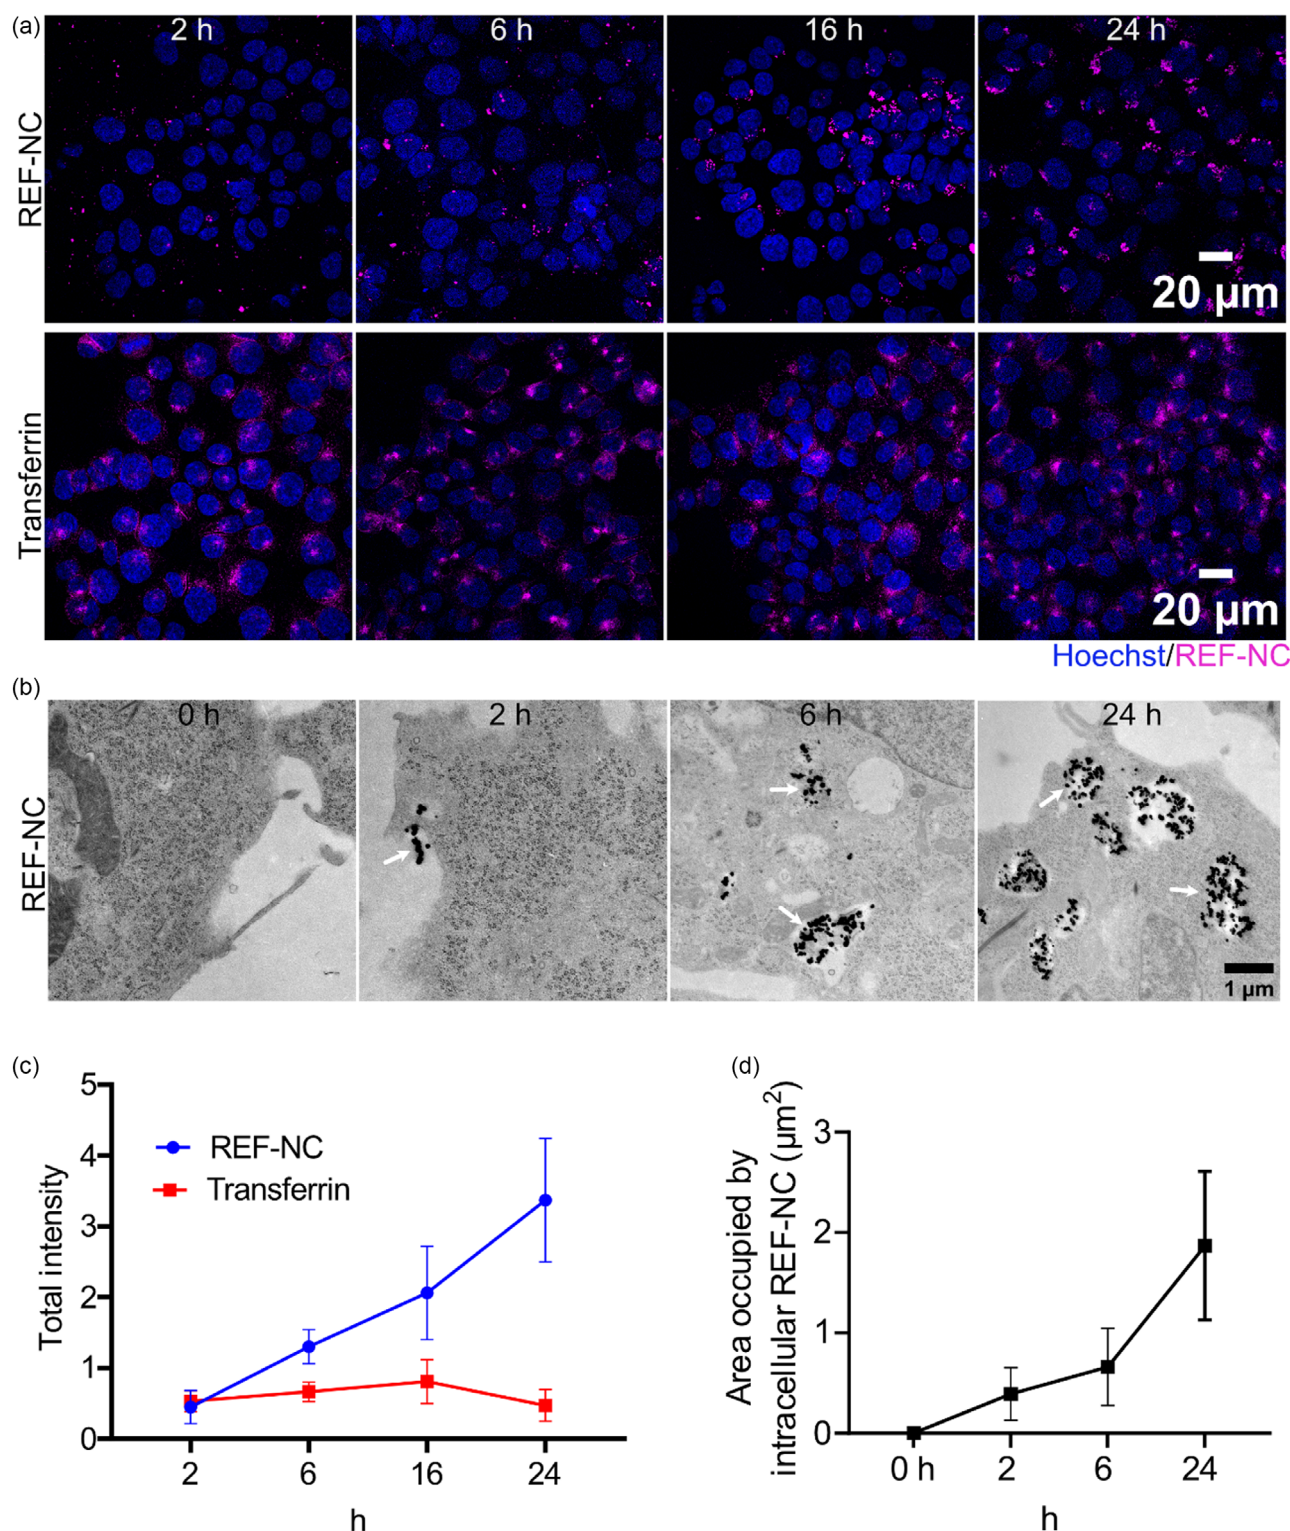 (a)
2 h 6 h 16 h 24 h
REF-NC
20 µm
Transferrin
20 µm
Hoechst/REF-NC
(b)
0 h 2 h 6 h 24 h
REF-NC
1 µm
(c)
5
4
3
2
1
0
Total intensity
REF-NC
Transferrin
2 6 16 24
h
(d)
Area occupied by
intracellular REF-NC (µm2)
3
2
1
0
0 h 2 6 24
h